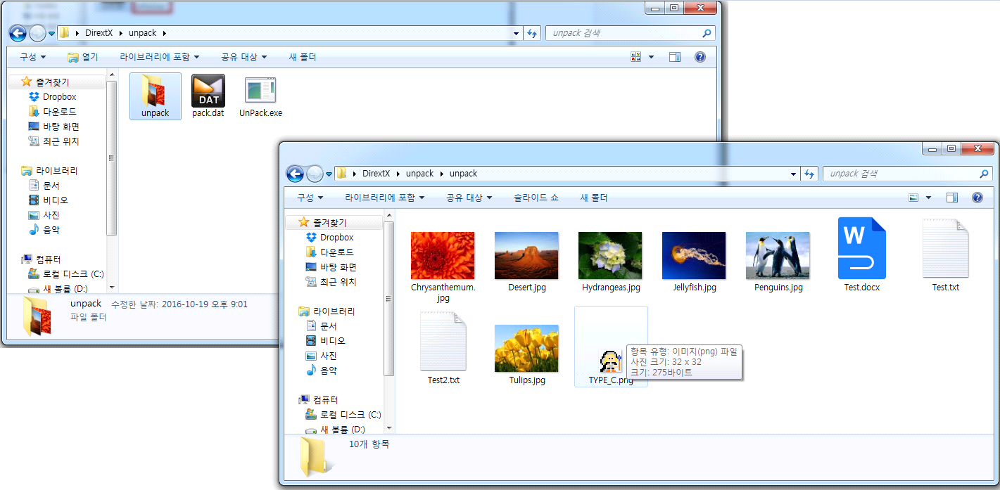 DirextX unpack
unpack 검색
구성 열기 라이브러리에 포함 공유 대상 새 폴더
즐겨찾기
Dropbox
다운로드
바탕 화면
최근 위치
라이브러리
문서
비디오
사진
음악
컴퓨터
로컬 디스크 (C:)
새 볼륨 (D:)
DAT
unpack pack.dat UnPack.exe
unpack 수정한 날짜: 2016-10-19 오후 9:01
파일 폴더
DirextX unpack unpack
unpack 검색
구성 라이브러리에 포함 공유 대상 슬라이드 쇼 새 폴더
즐겨찾기
Dropbox
다운로드
바탕 화면
최근 위치
라이브러리
문서
비디오
사진
음악
컴퓨터
로컬 디스크 (C:)
새 볼륨 (D:)
W
Chrysanthemum. Desert.jpg Hydrangeas.jpg Jellyfish.jpg Penguins.jpg Test.docx Test.txt
jpg
Test2.txt Tulips.jpg TYPE_C.png
항목 유형: 이미지(png) 파일
사진 크기: 32 x 32
크기: 275바이트
10개 항목